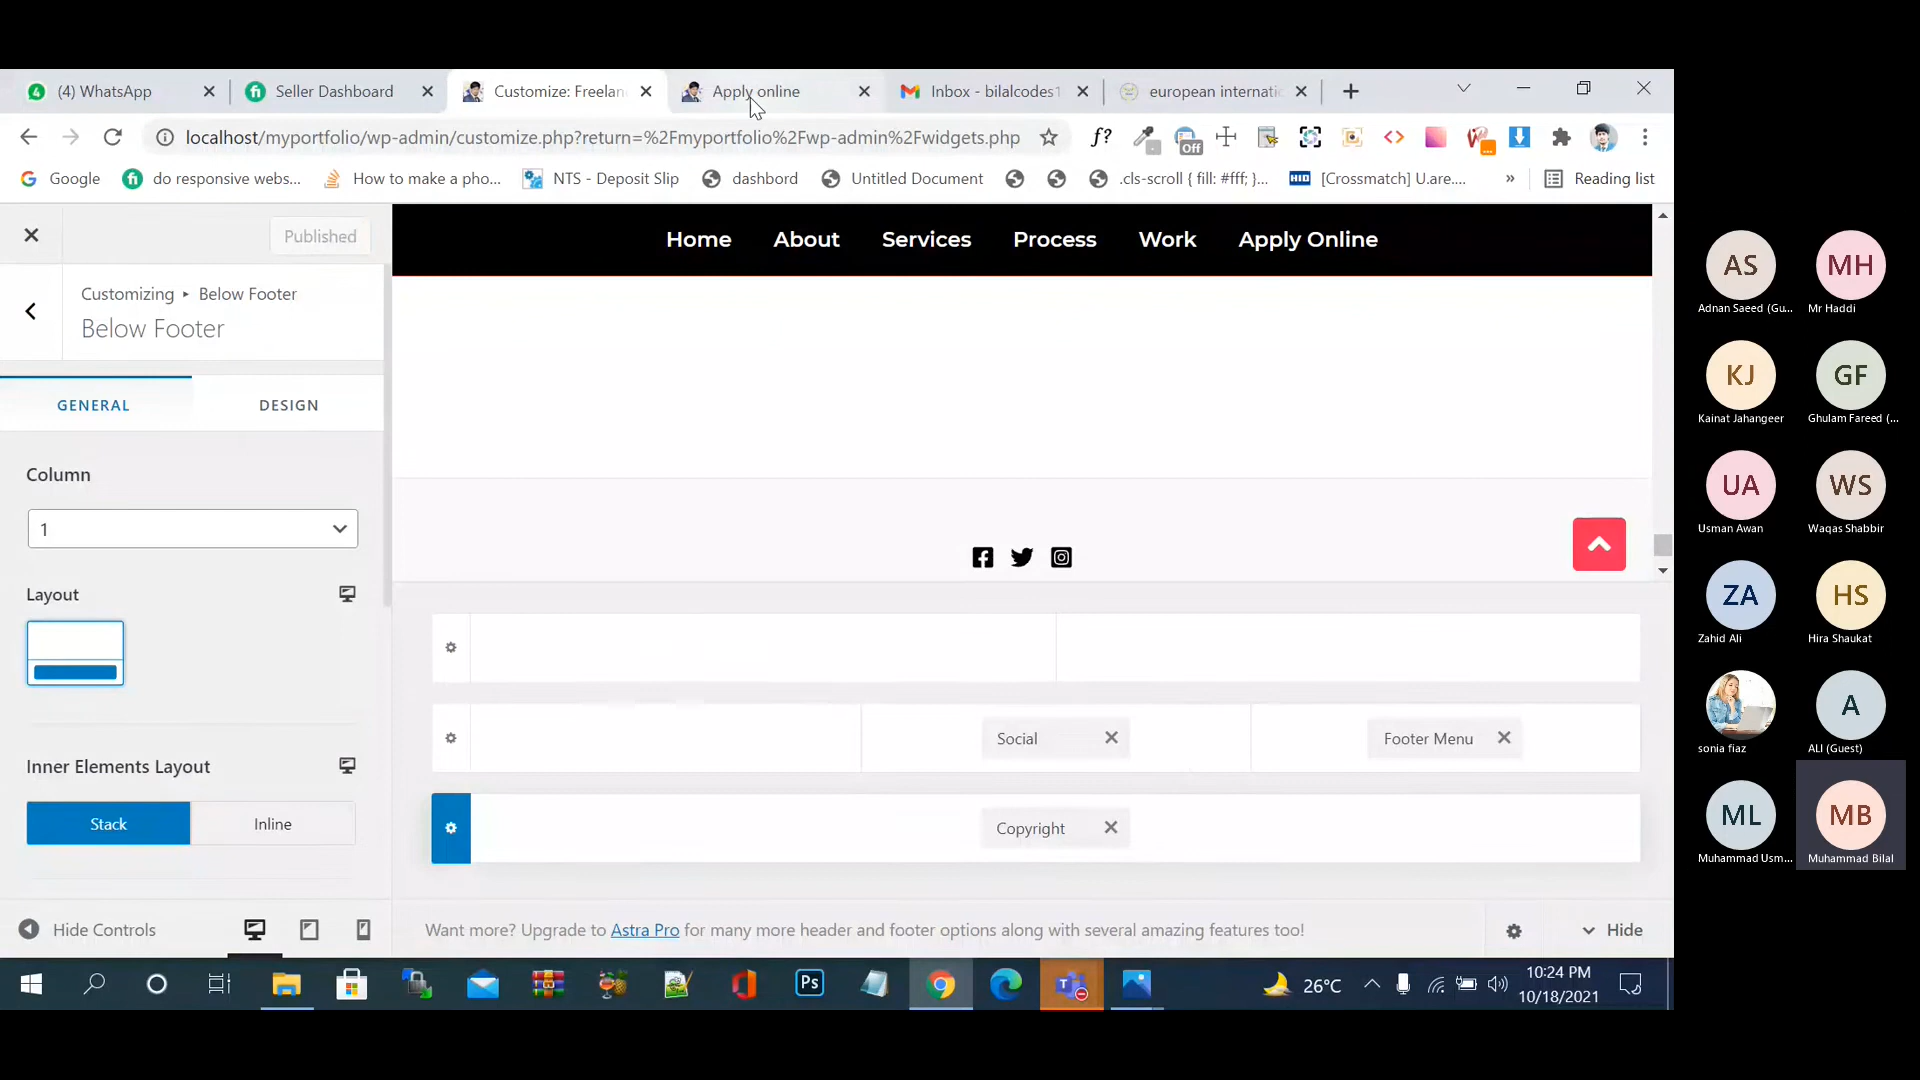 (4) WhatsApp
Seller Dashboard
Customize: Freelan
Apply online
Inbox - bilalcodes1
european internatio
localhost/myportfolio/wp-admin/customize.php?return=%2Fmyportfolio%2Fwp-admin%2Fwidgets.php
f?
Off
Google
do responsive webs...
How to make a pho...
NTS - Deposit Slip
dashbord
Untitled Document
.cls-scroll { fill: #fff; }...
HID
[Crossmatch] U.are....
»
Reading list
Published
Home
About
Services
Process
Work
Apply Online
Customizing ▸ Below Footer
Below Footer
GENERAL
DESIGN
Column
1
Layout
Inner Elements Layout
Stack
Inline
Social
Footer Menu
Copyright
Hide Controls
Want more? Upgrade to Astra Pro for many more header and footer options along with several amazing features too!
Hide
Ps
26°C
10:24 PM
10/18/2021
AS
Adnan Saeed (Gu...
MH
Mr Haddi
KJ
Kainat Jahangeer
GF
Ghulam Fareed (...
UA
Usman Awan
WS
Waqas Shabbir
ZA
Zahid Ali
HS
Hira Shaukat
sonia fiaz
A
ALI (Guest)
ML
Muhammad Usm...
MB
Muhammad Bilal